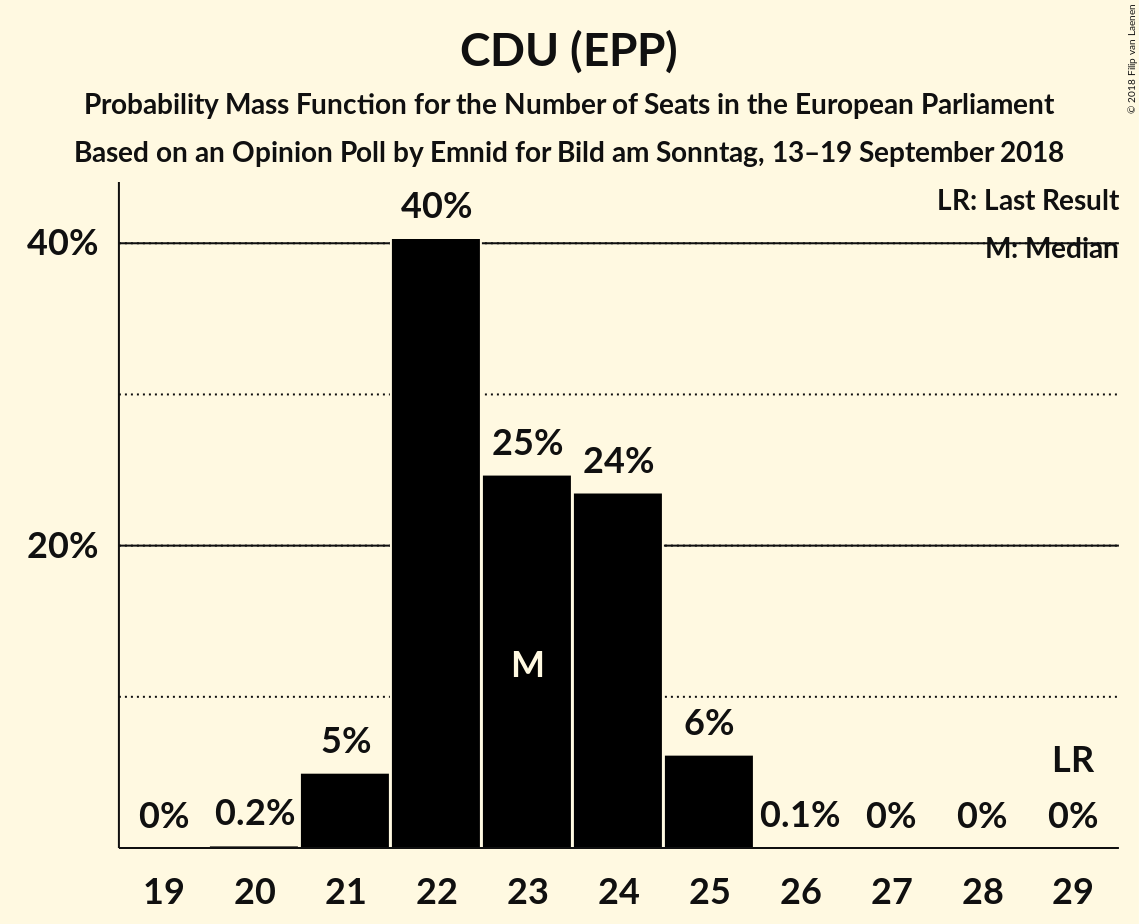 CDU (EPP)
Probability Mass Function for the Number of Seats in the European Parliament
Based on an Opinion Poll by Emnid for Bild am Sonntag, 13–19 September 2018
© 2018 Filip van Laenen
LR: Last Result
M: Median
40%
20%
0%
0.2%
5%
40%
25%
24%
6%
0.1%
0%
0%
0%
M
LR
19 20 21 22 23 24 25 26 27 28 29